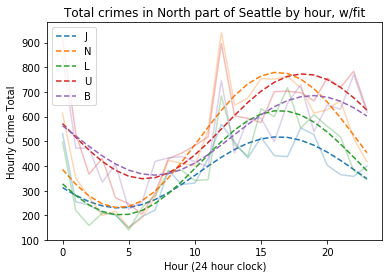 Total crimes in North part of Seattle by hour, w/fit
J
N
L
U
B
Hourly Crime Total
900
800
700
600
500
400
300
200
100
0
5
10
15
20
Hour (24 hour clock)